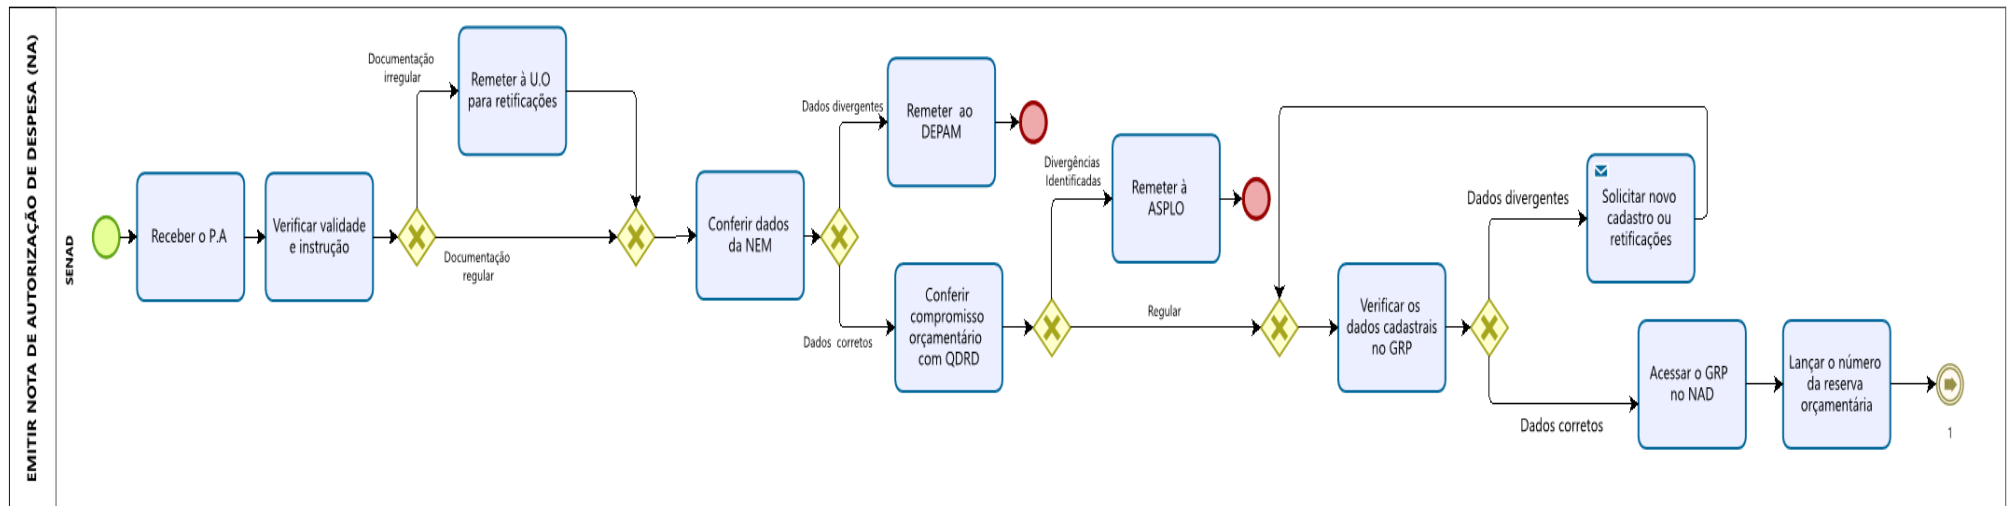 EMITIR NOTA DE AUTORIZAÇÃO DE DESPESA (NA)
SENAD
Receber o P.A
Verificar validade
e instrução
Documentação
irregular
Remeter à U.O
para retificações
Documentação
regular
Conferir dados
da NEM
Dados divergentes
Remeter ao
DEPAM
Dados corretos
Conferir
compromisso
orçamentário
com QDRD
Divergências
Identificadas
Remeter à
ASPLO
Regular
Verificar os
dados cadastrais
no GRP
Dados divergentes
Solicitar novo
cadastro ou
retificações
Dados corretos
Acessar o GRP
no NAD
Lançar o número
da reserva
orçamentária
1